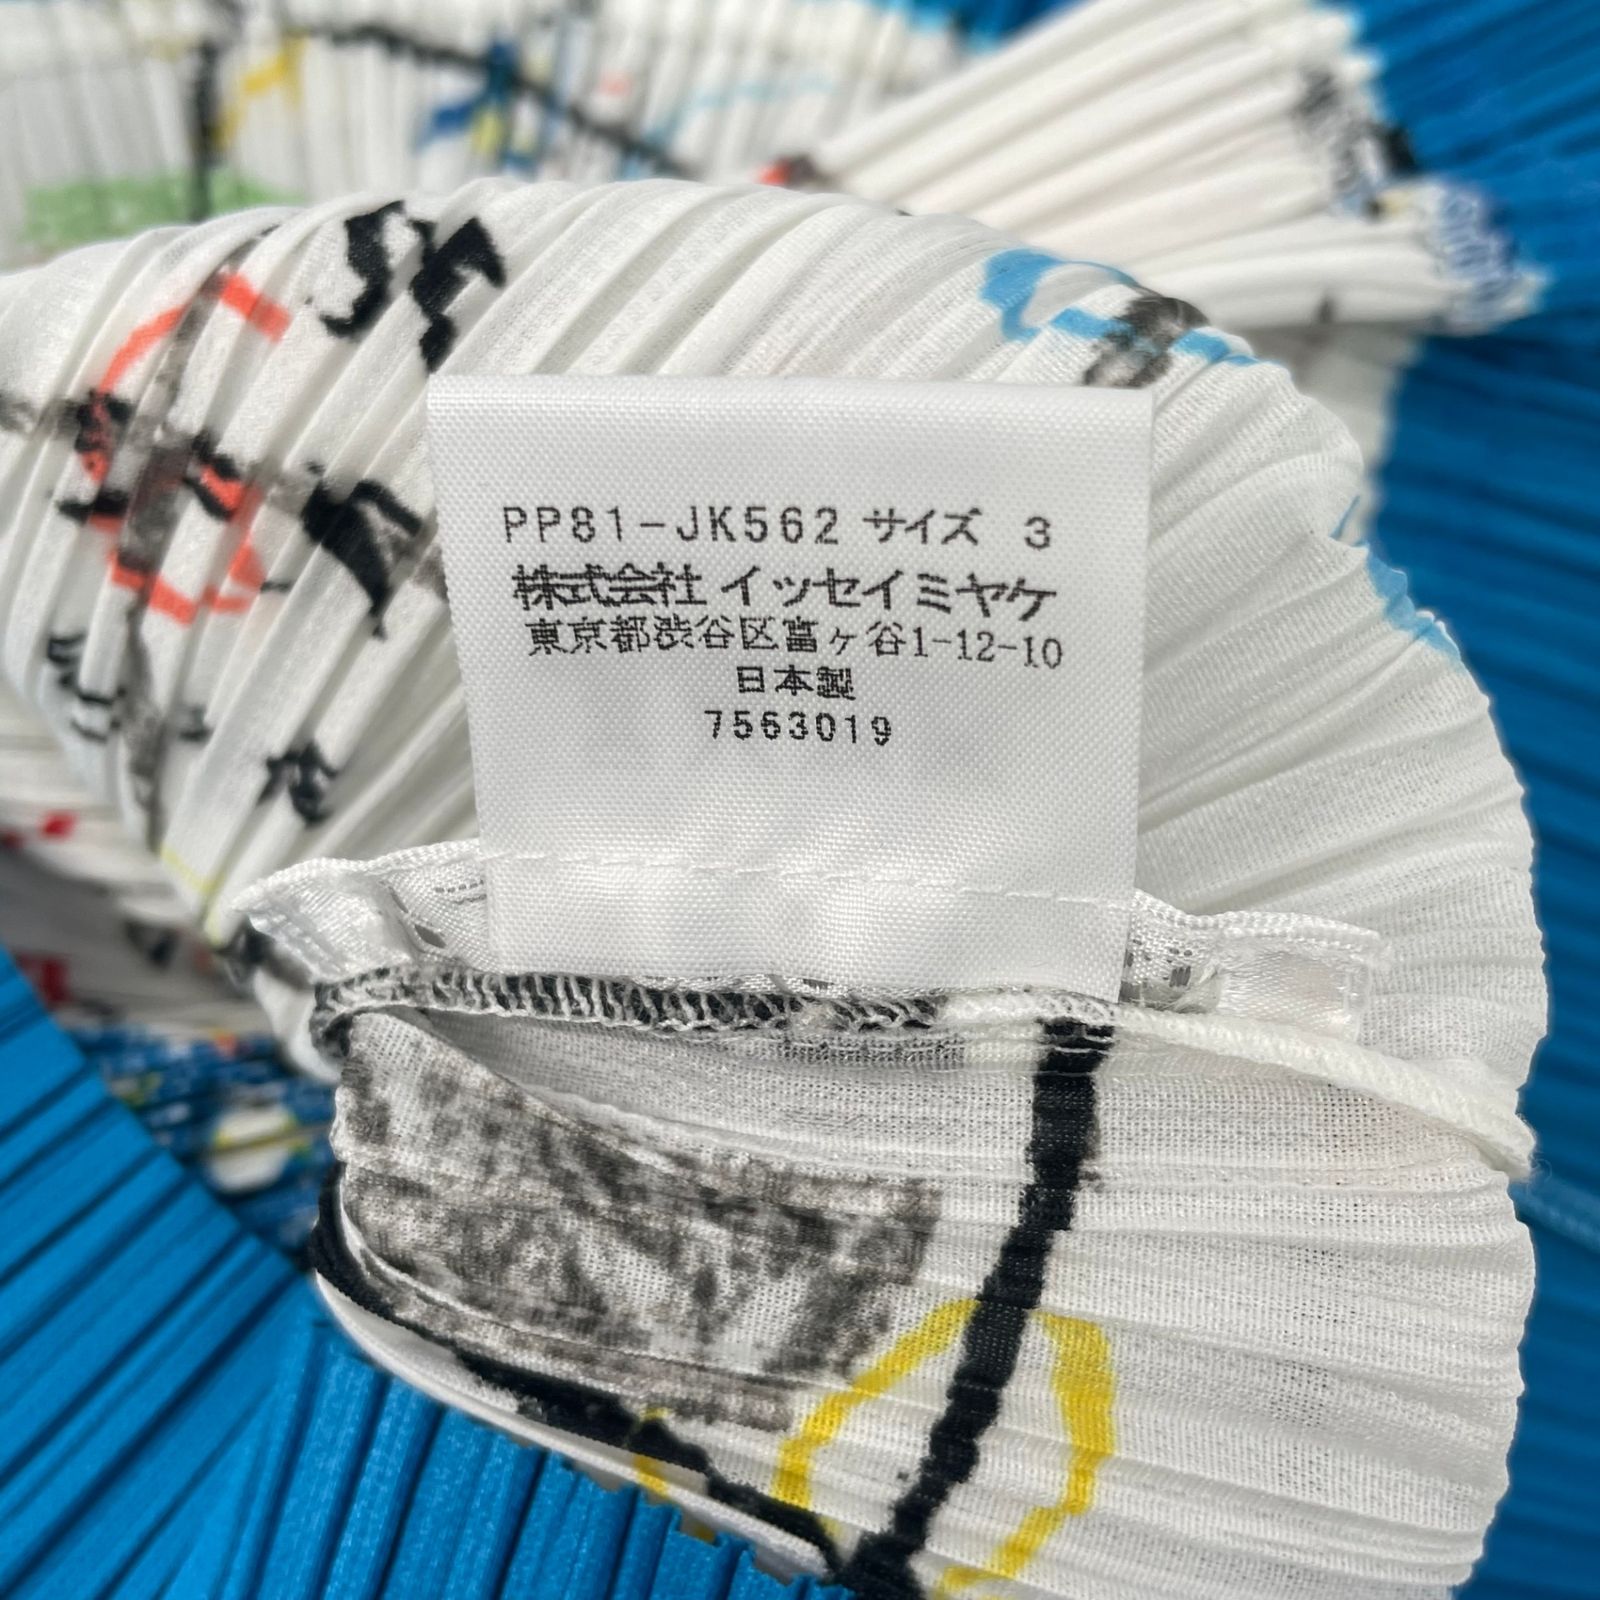 PP81-JK562 サイズ 3
株式会社 イッセイミヤケ
東京都渋谷区富ヶ谷1-12-10
日本製
7563019